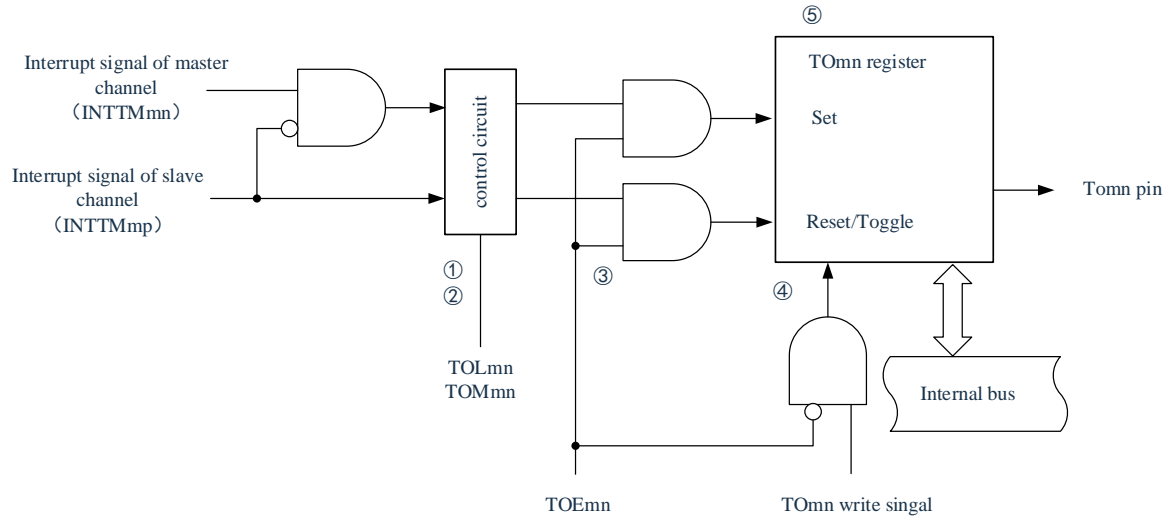 ⑤
Interrupt signal of master
channel
（INTTMmn）
TOmn register
Set
control circuit
Interrupt signal of slave
channel
（INTTMmp）
Tomn pin
Reset/Toggle
①
②
③
④
TOLmn
TOMmn
Internal bus
TOEmn
TOmn write singal